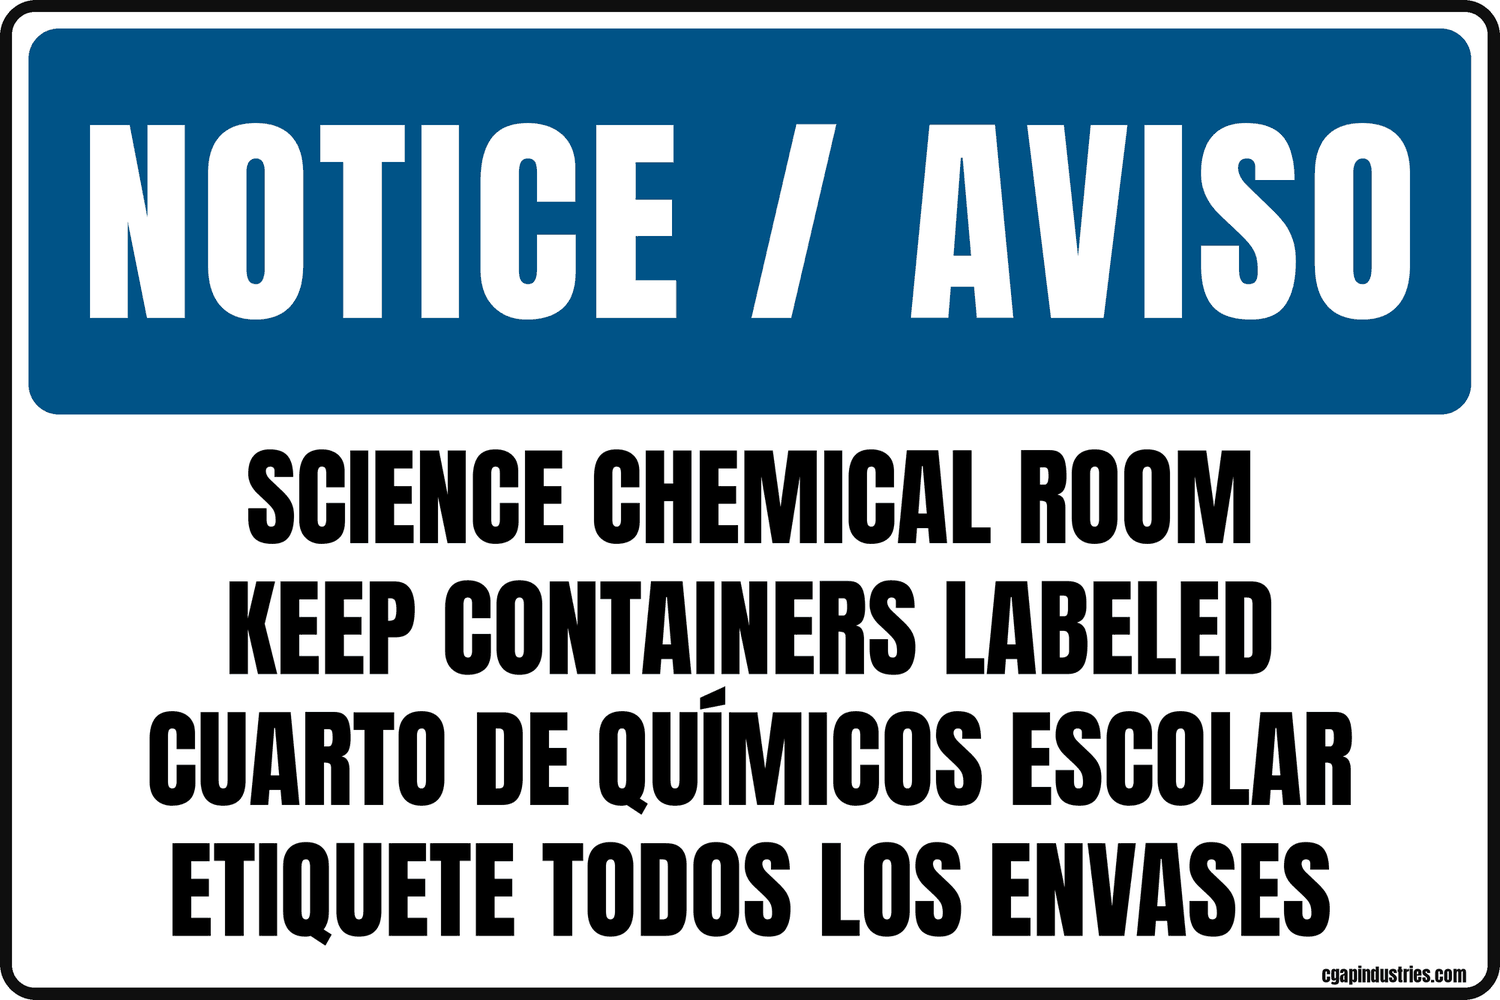 NOTICE / AVISO
SCIENCE CHEMICAL ROOM
KEEP CONTAINERS LABELED
CUARTO DE QUÍMICOS ESCOLAR
ETIQUETE TODOS LOS ENVASES
cgapindustries.com